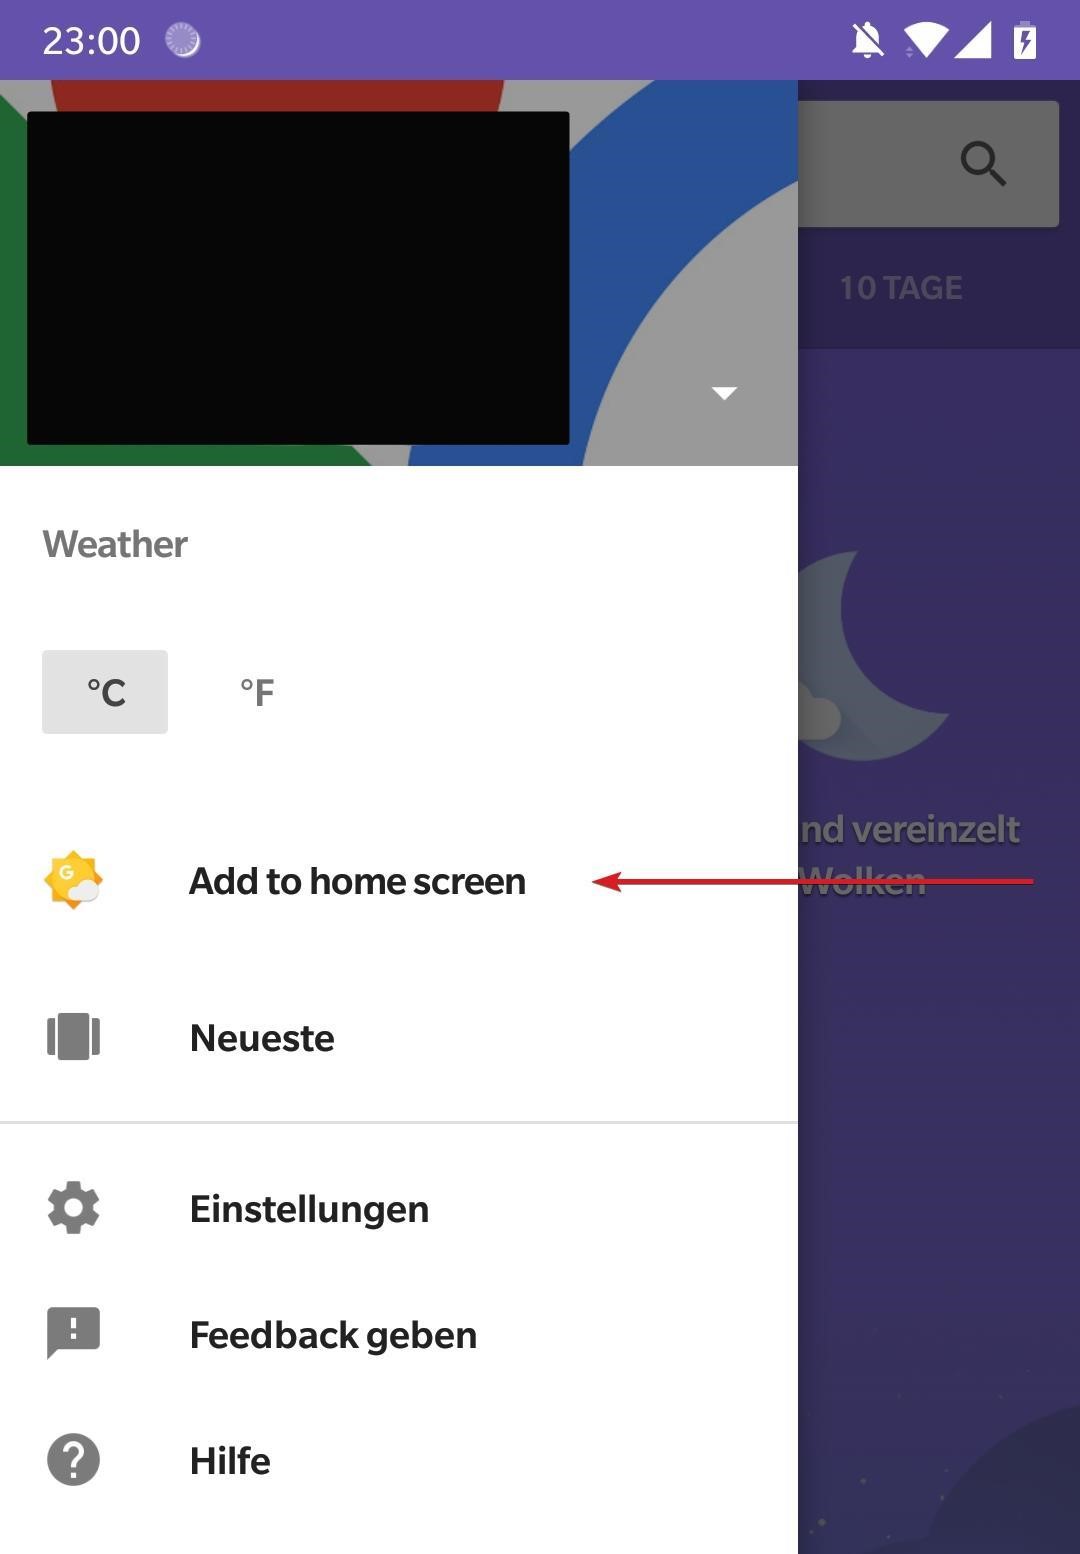 23:00
10 TAGE
Weather
°C
°F
nd vereinzelt
Wolken
G
Add to home screen
Neueste
Einstellungen
Feedback geben
Hilfe